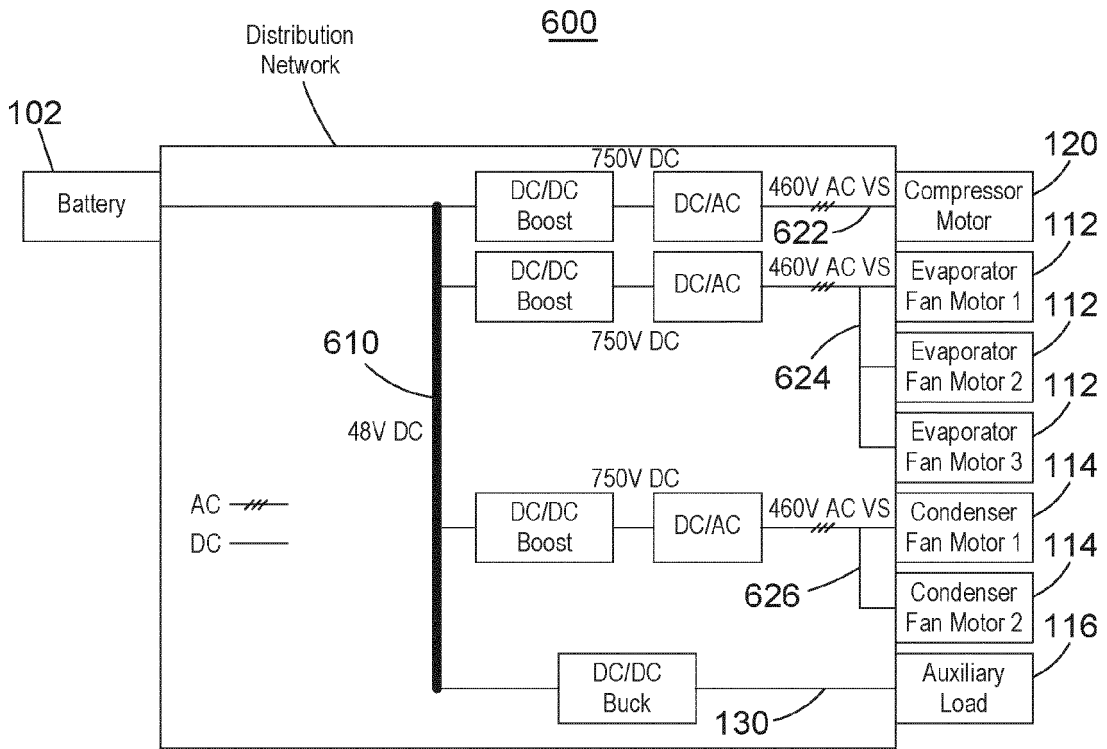 600
Distribution
Network
102
Battery
750V DC
DC/DC
Boost
DC/AC
460V AC VS
622
Compressor
Motor
120
DC/DC
Boost
750V DC
DC/AC
460V AC VS
624
Evaporator
Fan Motor 1
112
Evaporator
Fan Motor 2
112
Evaporator
Fan Motor 3
112
610
48V DC
AC
DC
750V DC
DC/DC
Boost
DC/AC
460V AC VS
626
Condenser
Fan Motor 1
114
Condenser
Fan Motor 2
114
DC/DC
Buck
130
Auxiliary
Load
116